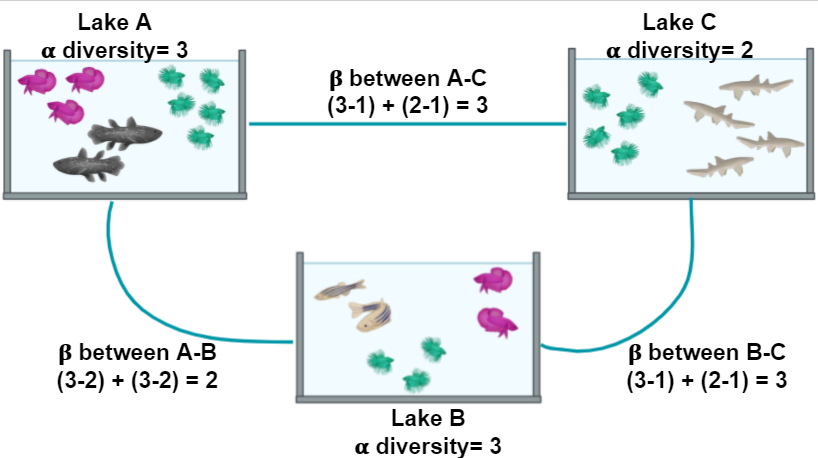 Lake A
α diversity= 3
Lake C
α diversity= 2
β between A-C
(3-1) + (2-1) = 3
β between A-B
(3-2) + (3-2) = 2
β between B-C
(3-1) + (2-1) = 3
Lake B
α diversity= 3